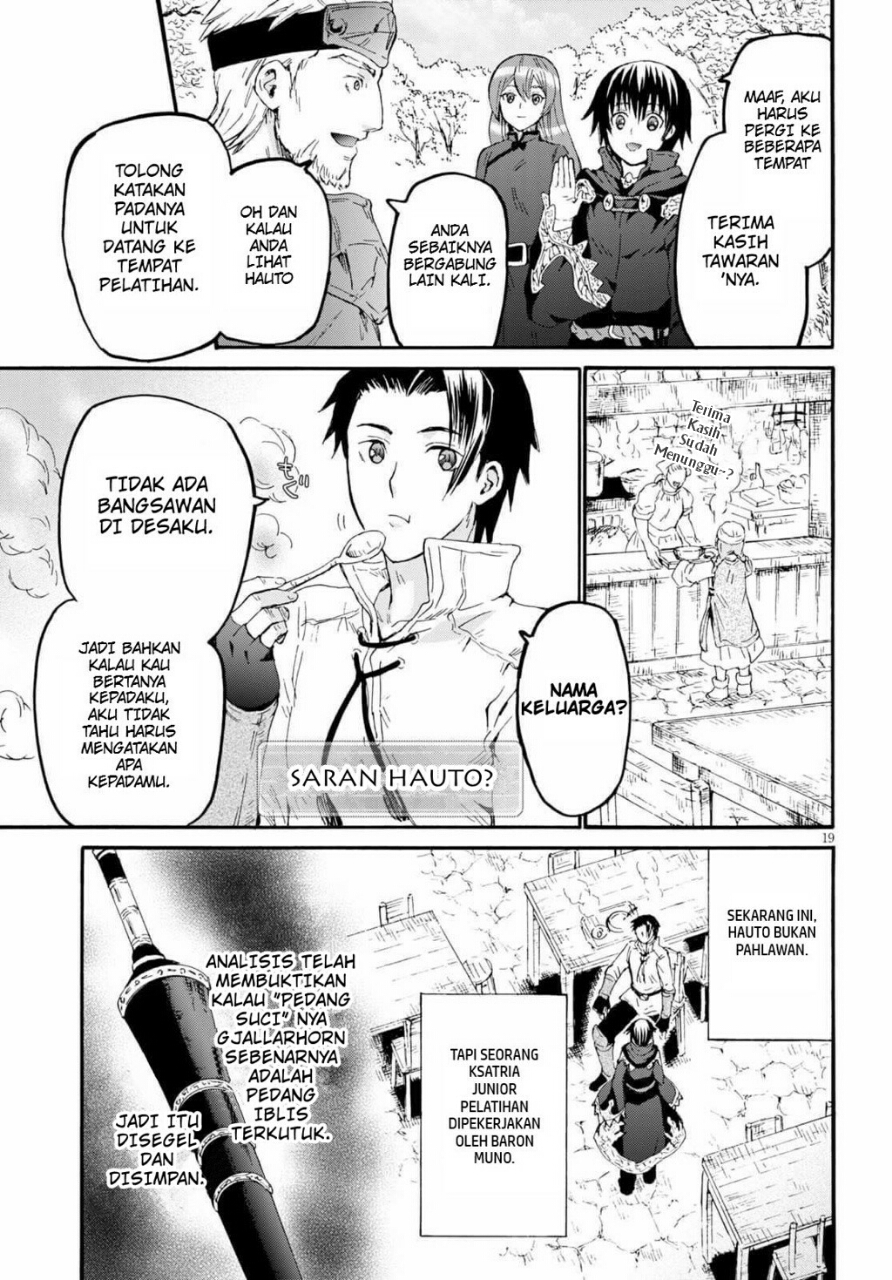 MAAF, AKU
HARUS
PERGI KE
BEBERAPA
TEMPAT
TERIMA
KASIH
TAWARAN
'NYA.
ANDA
SEBAIKNYA
BERGABUNG
LAIN KALI.
OH DAN
KALAU
ANDA
LIHAT
HAUTO
TOLONG
KATAKAN
PADANYA
UNTUK
DATANG KE
TEMPAT
PELATIHAN.
Terima
Kasih
Sudah
Menunggu~?
NAMA
KELUARGA?
もぐ
TIDAK ADA
BANGSAWAN
DI DESAKU.
JADI BAHKAN
KALAU KAU
BERTANYA
KEPADAKU,
AKU TIDAK
TAHU HARUS
MENGATAKAN
APA
KEPADAMU.
SARAN HAUTO?
19
SEKARANG INI,
HAUTO BUKAN
PAHLAWAN.
TAPI SEORANG
KSATRIA
JUNIOR
PELATIHAN
DIPEKERJAKAN
OLEH BARON
MUNO.
ANALISIS TELAH
MEMBUKTIKAN
KALAU "PEDANG
SUCI" NYA
GJALLARHORN
SEBENARNYA
ADALAH
PEDANG
IBLIS
TERKUTUK.
JADI ITU
DISEGEL
DAN
DISIMPAN.